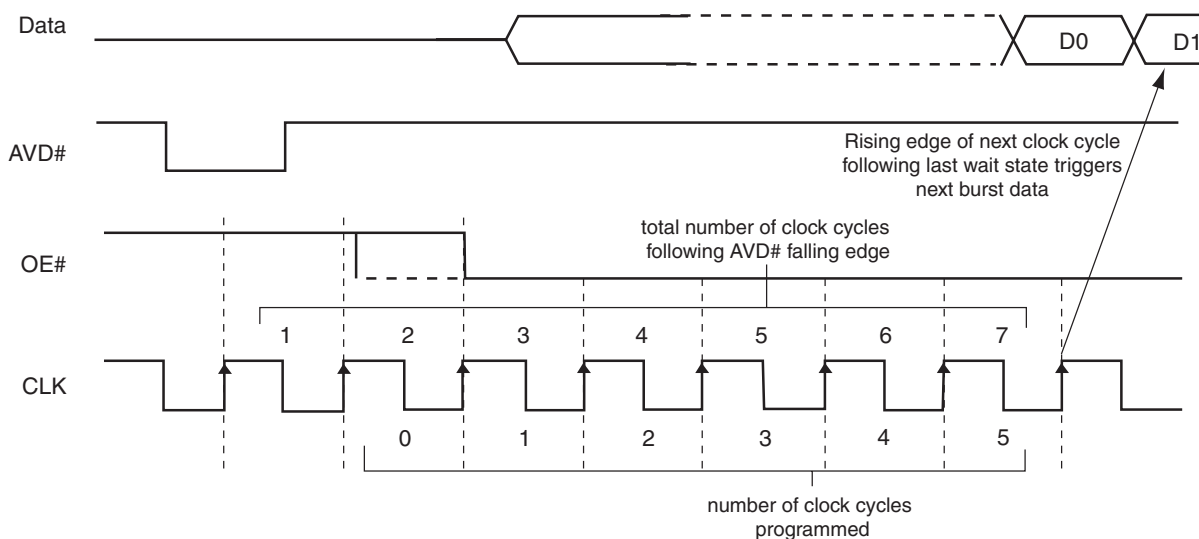 Data
D0
D1
AVD#
Rising edge of next clock cycle
following last wait state triggers
next burst data
total number of clock cycles
following AVD# falling edge
OE#
1 2 3 4 5 6 7
CLK
0 1 2 3 4 5
number of clock cycles
programmed